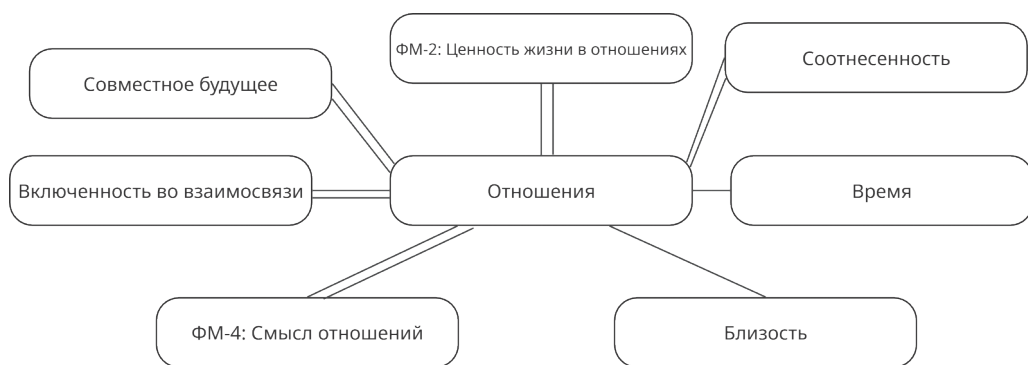 ФМ-2: Ценность жизни в отношениях
Совместное будущее
Соотнесенность
Включенность во взаимосвязи
Отношения
Время
ФМ-4: Смысл отношений
Близость